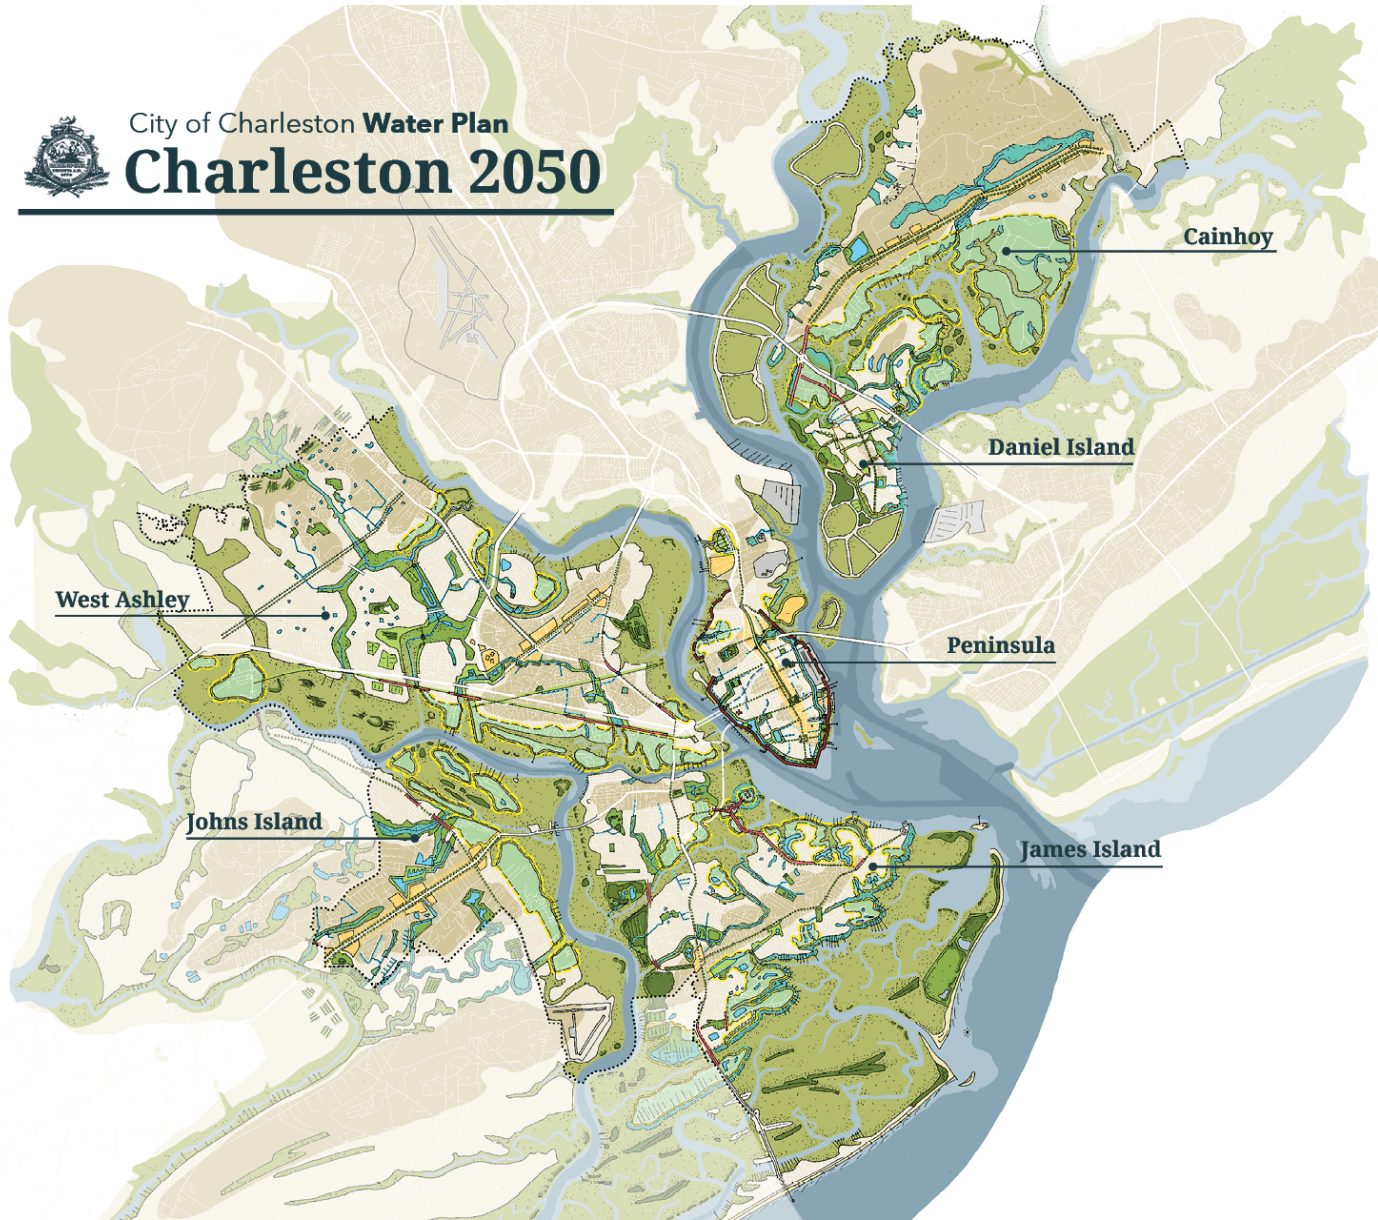 City of Charleston Water Plan
Charleston 2050
Cainhoy
Daniel Island
West Ashley
Peninsula
Johns Island
James Island